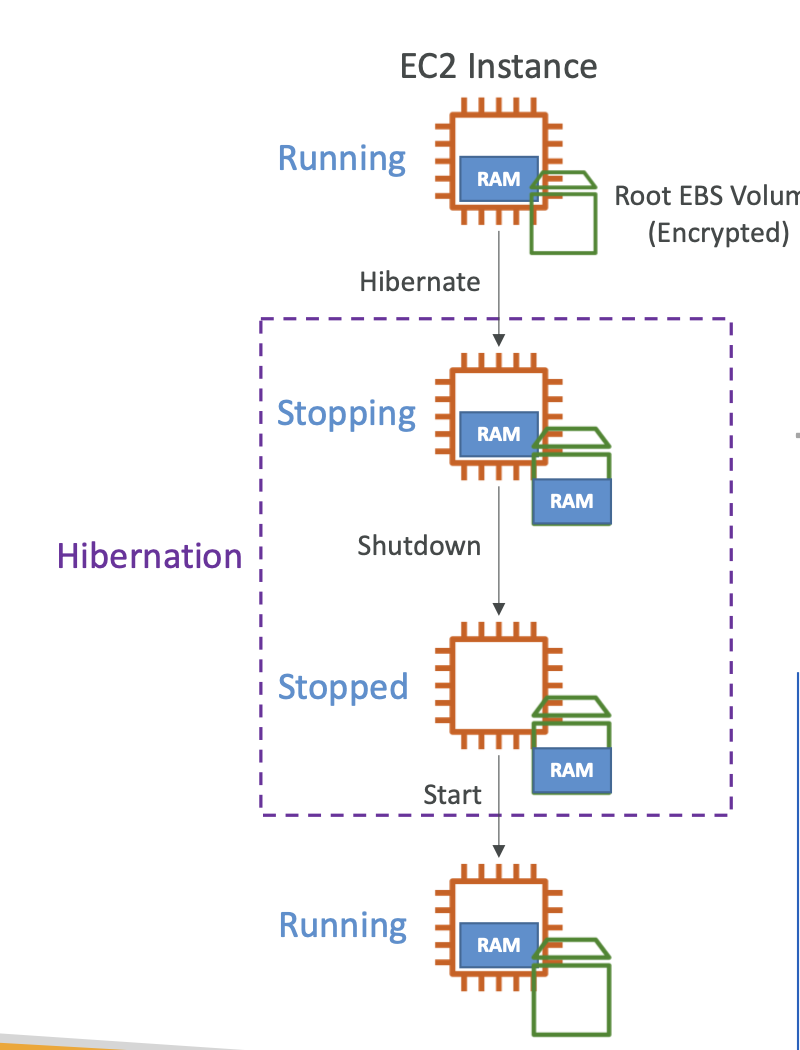 EC2 Instance
Running
RAM
Root EBS Volum
(Encrypted)
Hibernate
Stopping
RAM
RAM
Hibernation
Shutdown
Stopped
RAM
Start
Running
RAM